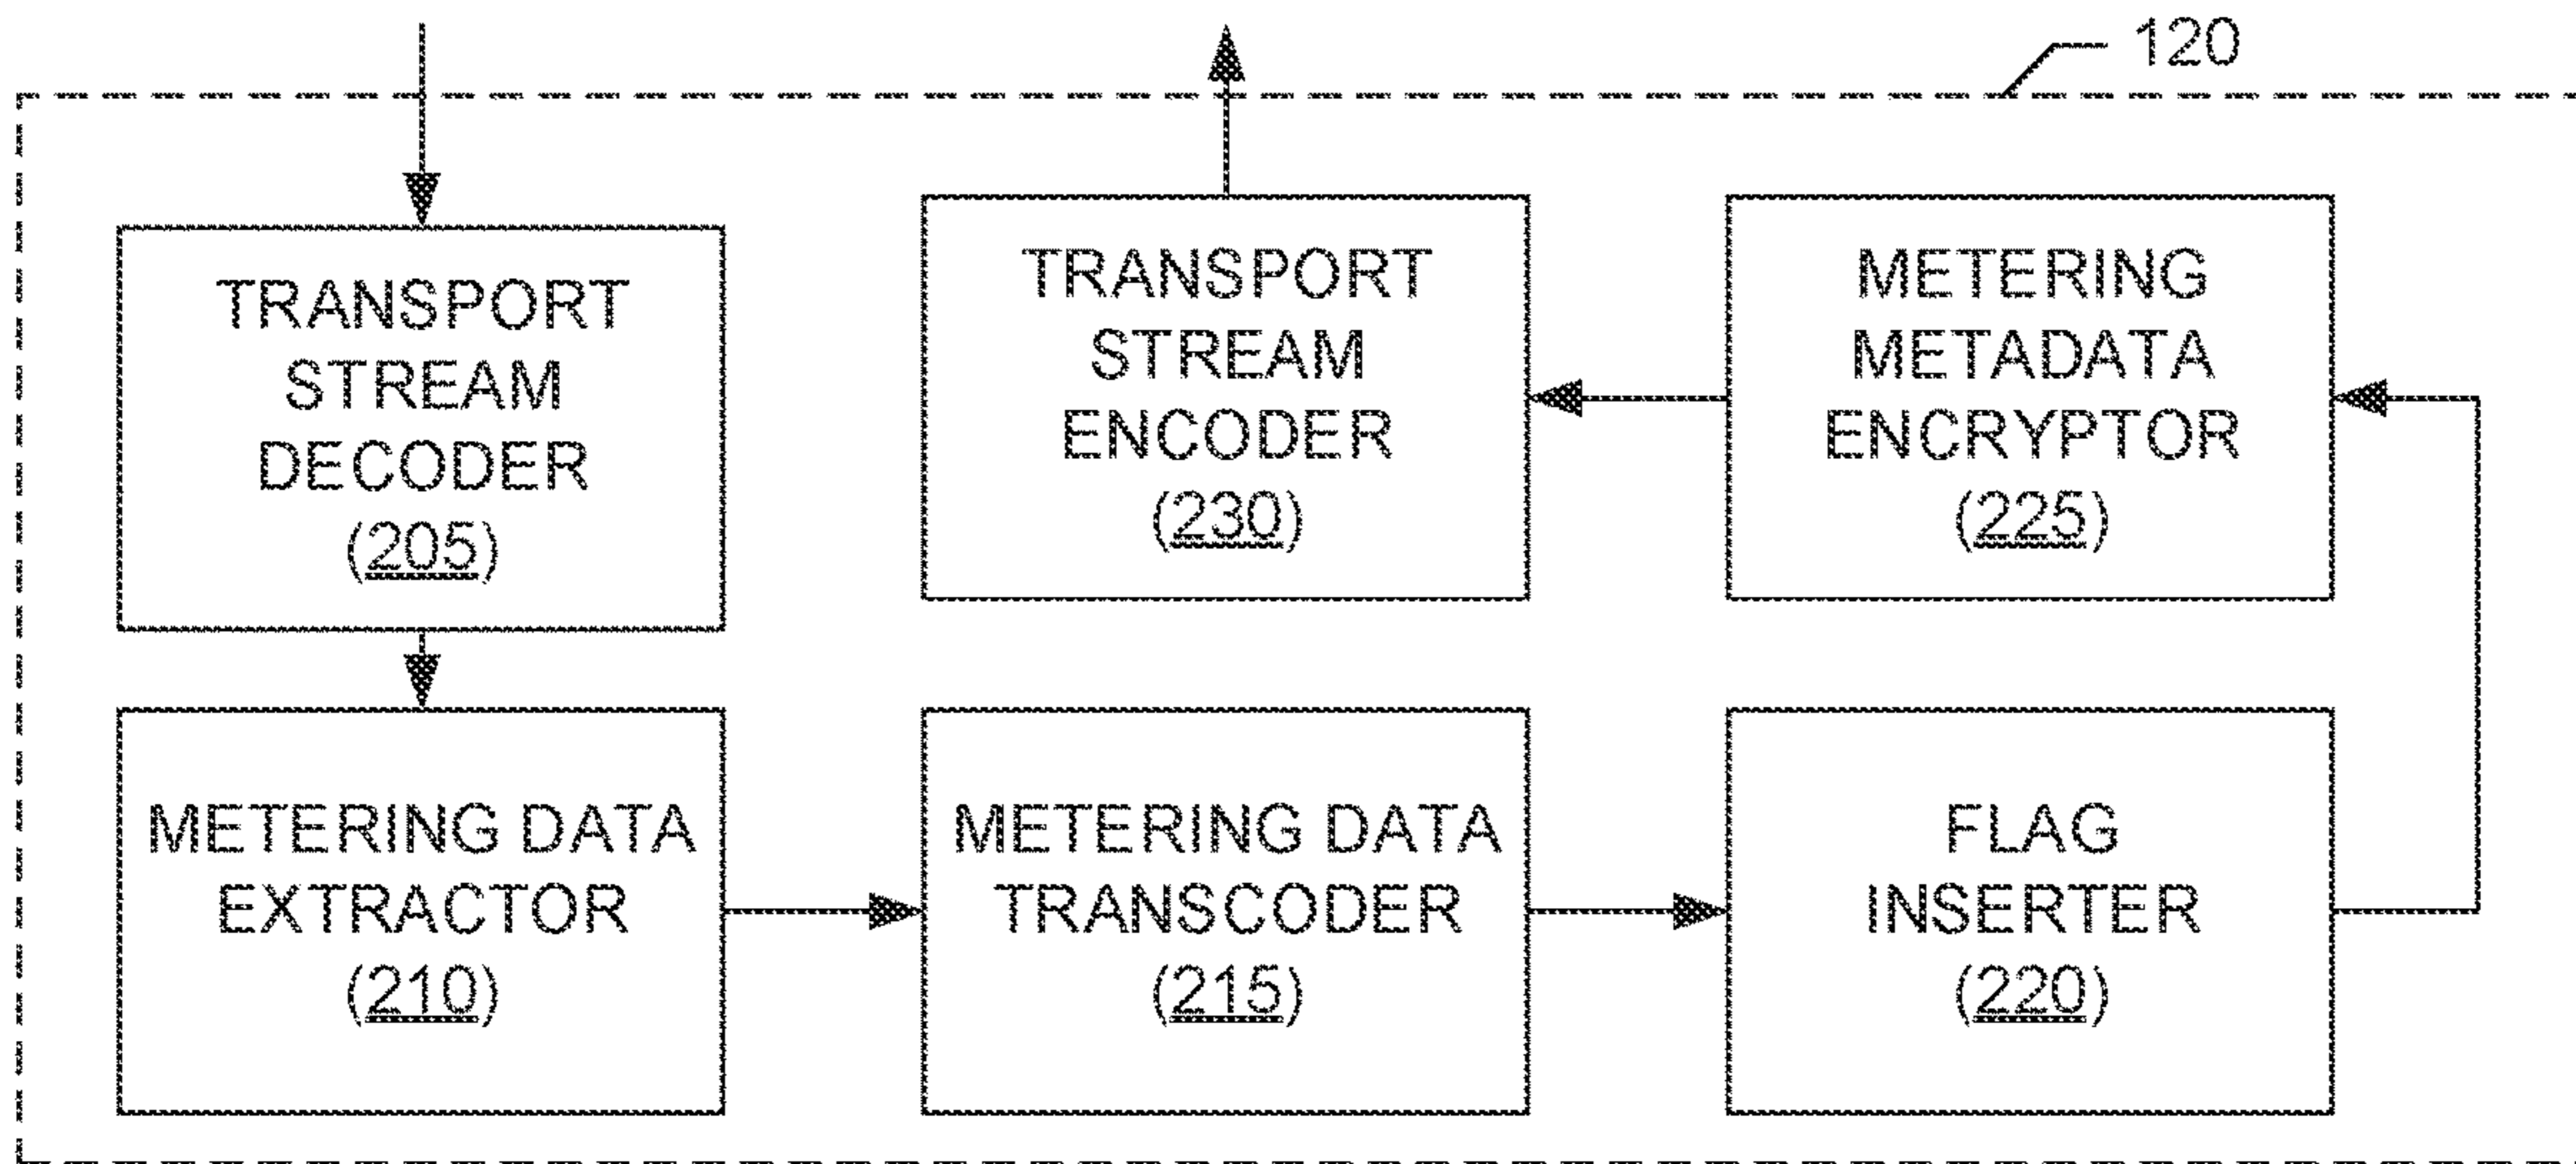 120
TRANSPORT
STREAM
DECODER
(205)
TRANSPORT
STREAM
ENCODER
(230)
METERING
METADATA
ENCRYPTOR
(225)
METERING DATA
EXTRACTOR
(210)
METERING DATA
TRANSCODER
(215)
FLAG
INSERTER
(220)